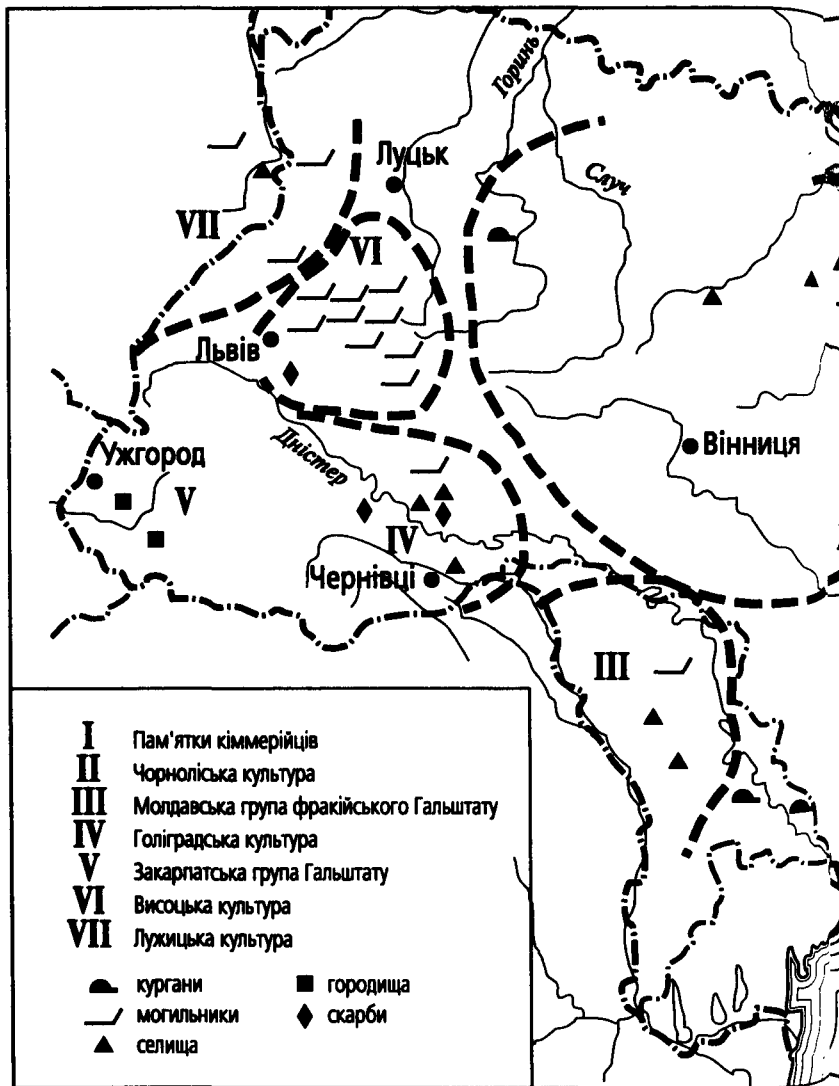 Горинь
Луцьк
Случ
VII
VI
Львів
Вінниця
Ужгород
Дністер
V
IV
Чернівці
III
I Пам'ятки кіммерійців
II Чорноліська культура
III Молдавська група фракійського Гальштату
IV Голіградська культура
V Закарпатська група Гальштату
VI Висоцька культура
VII Лужицька культура
кургани городища
могильники скарби
селища